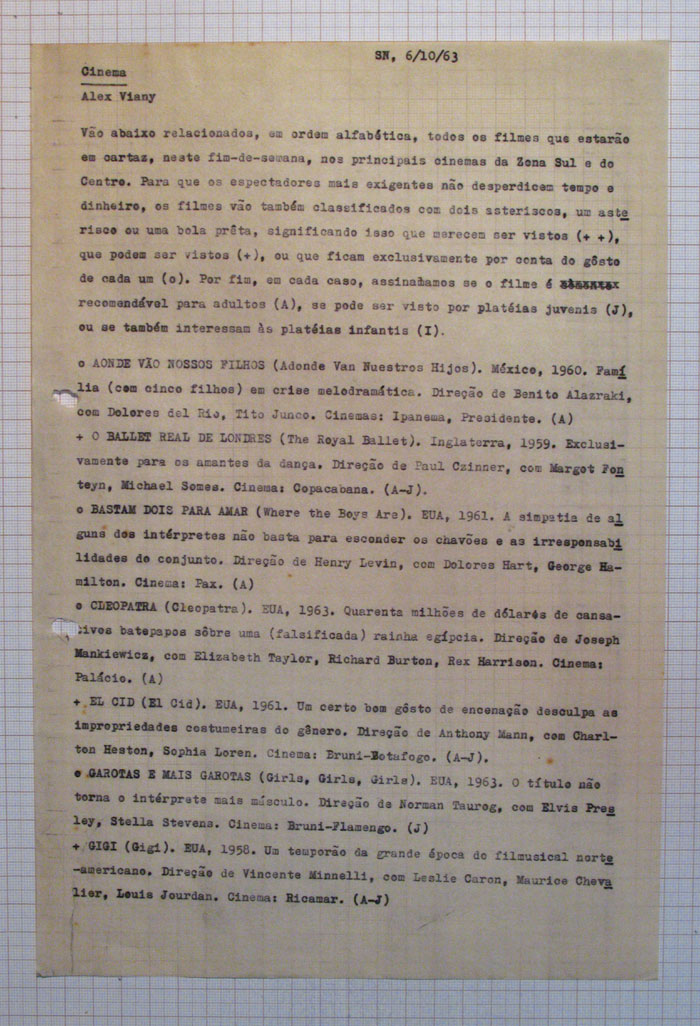 SN, 6/10/63
Cinema
Alex Viany
Vão abaixo relacionados, em ordem alfabética, todos os filmes que estarão
em cartaz, neste fim-de-semana, nos principais cinemas da Zona Sul e do
Centro. Para que os espectadores mais exigentes não desperdicem tempo e
dinheiro, os filmes vão também classificados com dois asteriscos, um aste
risco ou uma bola prêta, significando isso que merecem ser vistos (+ +),
que podem ser vistos (+), ou que ficam exclusivamente por conta do gôsto
de cada um (o). Por fim, em cada caso, assinalamos se o filme é
recomendável para adultos (A), se pode ser visto por platéias juvenis (J),
ou se também interessam às platéias infantis (I).
o AONDE VÃO NOSSOS FILHOS (Adonde Van Nuestros Hijos). México, 1960. Famí
lia (com cinco filhos) em crise melodramática. Direção de Benito Alazraki,
com Dolores del Rio, Tito Junco. Cinemas: Ipanema, Presidente. (A)
+ O BALLET REAL DE LONDRES (The Royal Ballet). Inglaterra, 1959. Exclusi-
vamente para os amantes da dança. Direção de Paul Czinner, com Margot Fon
teyn, Michael Somes. Cinema: Copacabana. (A-J).
o BASTAM DOIS PARA AMAR (Where the Boys Are). EUA, 1961. A simpatia de al
guns dos intérpretes não basta para esconder os chavões e as irresponsabi
lidades do conjunto. Direção de Henry Levin, com Dolores Hart, George Ha-
milton. Cinema: Pax. (A)
o CLEOPATRA (Cleopatra). EUA, 1963. Quarenta milhões de dólares de cansa-
tivos batepapos sôbre uma (falsificada) rainha egípcia. Direção de Joseph
Mankiewicz, com Elizabeth Taylor, Richard Burton, Rex Harrison. Cinema:
Palácio. (A)
+ EL CID (El Cid). EUA, 1961. Um certo bom gôsto de encenação desculpa as
impropriedades costumeiras do gênero. Direção de Anthony Mann, com Charl-
ton Heston, Sophia Loren. Cinema: Bruni-Botafogo. (A-J).
o GAROTAS E MAIS GAROTAS (Girls, Girls, Girls). EUA, 1963. O título não
torna o intérprete mais másculo. Direção de Norman Taurog, com Elvis Pres
ley, Stella Stevens. Cinema: Bruni-Flamengo. (J)
+ GIGI (Gigi). EUA, 1958. Um temporão da grande época do filmusical norte
-americano. Direção de Vincente Minnelli, com Leslie Caron, Maurice Cheva
lier, Louis Jourdan. Cinema: Ricamar. (A-J)